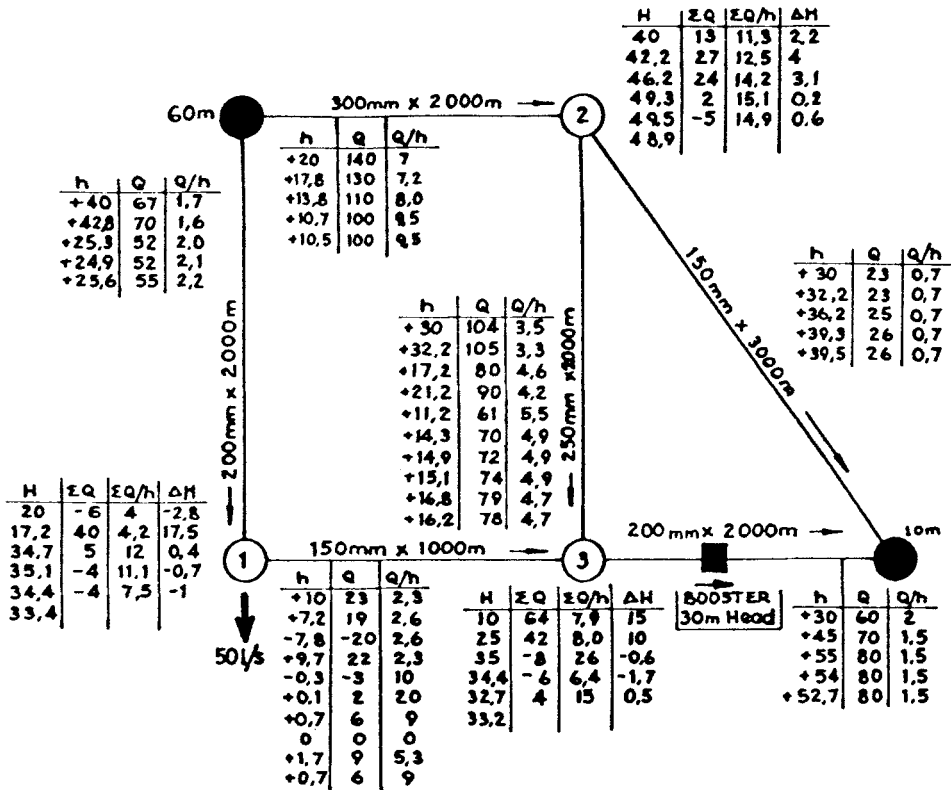 H ΣQ ΣQ/h ΔH
40 13 11,3 2,2
42,2 27 12,5 4
46,2 24 14,2 3,1
49,3 2 15,1 0,2
49,5 -5 14,9 0,6
48,9
60m
300mm x 2000m
2
h Q Q/h
+20 140 7
+17,8 130 7,2
+13,8 110 8,0
+10,7 100 9,5
+10,5 100 9,5
h Q Q/h
+40 67 1,7
+42,8 70 1,6
+25,3 52 2,0
+24,9 52 2,1
+25,6 55 2,2
200mm x 2000m
h Q Q/h
+30 104 3,5
+32,2 105 3,3
+17,2 80 4,6
+21,2 90 4,2
+11,2 61 5,5
+14,3 70 4,9
+14,9 72 4,9
+15,1 74 4,9
+16,8 79 4,7
+16,2 78 4,7
250mm x2000m
150mm x 3000m
h Q Q/h
+30 23 0,7
+32,2 23 0,7
+36,2 25 0,7
+39,3 26 0,7
+39,5 26 0,7
H ΣQ ΣQ/h ΔH
20 -6 4 -2,8
17,2 40 4,2 17,5
34,7 5 12 0,4
35,1 -4 11,1 -0,7
34,4 -4 7,5 -1
33,4
1
50 l/s
150mm x 1000m
3
200mm x 2000m
10m
BOOSTER
30m Head
h Q Q/h
+10 23 2,3
+7,2 19 2,6
-7,8 -20 2,6
+9,7 22 2,3
-0,3 -3 10
+0,1 2 20
+0,7 6 9
0 0 0
+1,7 9 5,3
+0,7 6 9
H ΣQ ΣQ/h ΔH
10 64 7,9 15
25 42 8,0 10
35 -8 26 -0,6
34,4 -6 6,4 -1,7
32,7 4 15 0,5
33,2
h Q Q/h
+30 60 2
+45 70 1.5
+55 80 1.5
+54 80 1.5
+52,7 80 1.5